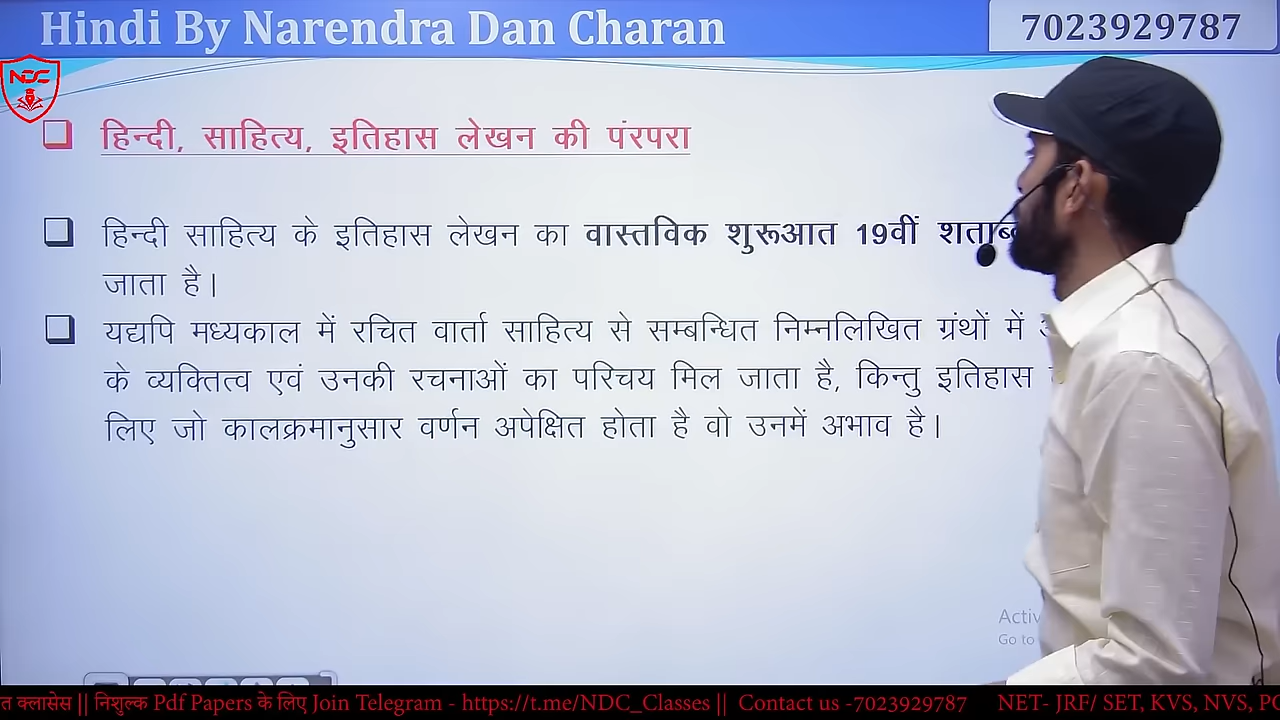 Hindi By Narendra Dan Charan
7023929787
NDC
हिन्दी, साहित्य, इतिहास लेखन की पंरपरा
हिन्दी साहित्य के इतिहास लेखन का वास्तविक शुरूआत 19वीं
जाता है।
यद्यपि मध्यकाल में रचित वार्ता साहित्य से सम्बन्धित निम्नलिखित ग्रंथों में
के व्यक्तित्व एवं उनकी रचनाओं का परिचय मिल जाता है, किन्तु इतिहास
लिए जो कालक्रमानुसार वर्णन अपेक्षित होता है वो उनमें अभाव है।
Go to
क्लासेस || निशुल्क Pdf Papers के लिए Join Telegram - https://t.me/NDC_Classes || Contact us -7023929787 NET- JRF/ SET, KVS, NVS,